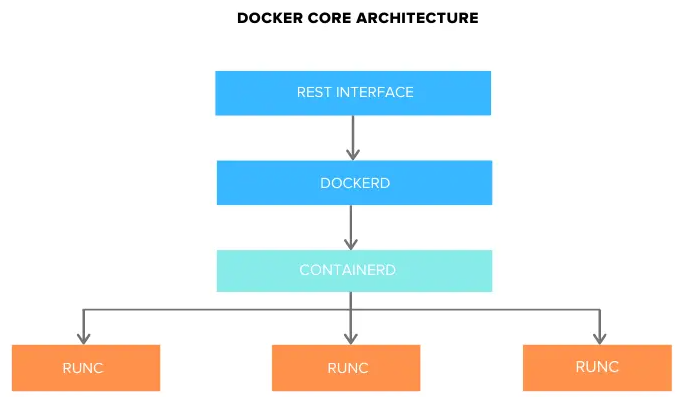 DOCKER CORE ARCHITECTURE
REST INTERFACE
DOCKERD
CONTAINERD
RUNC
RUNC
RUNC